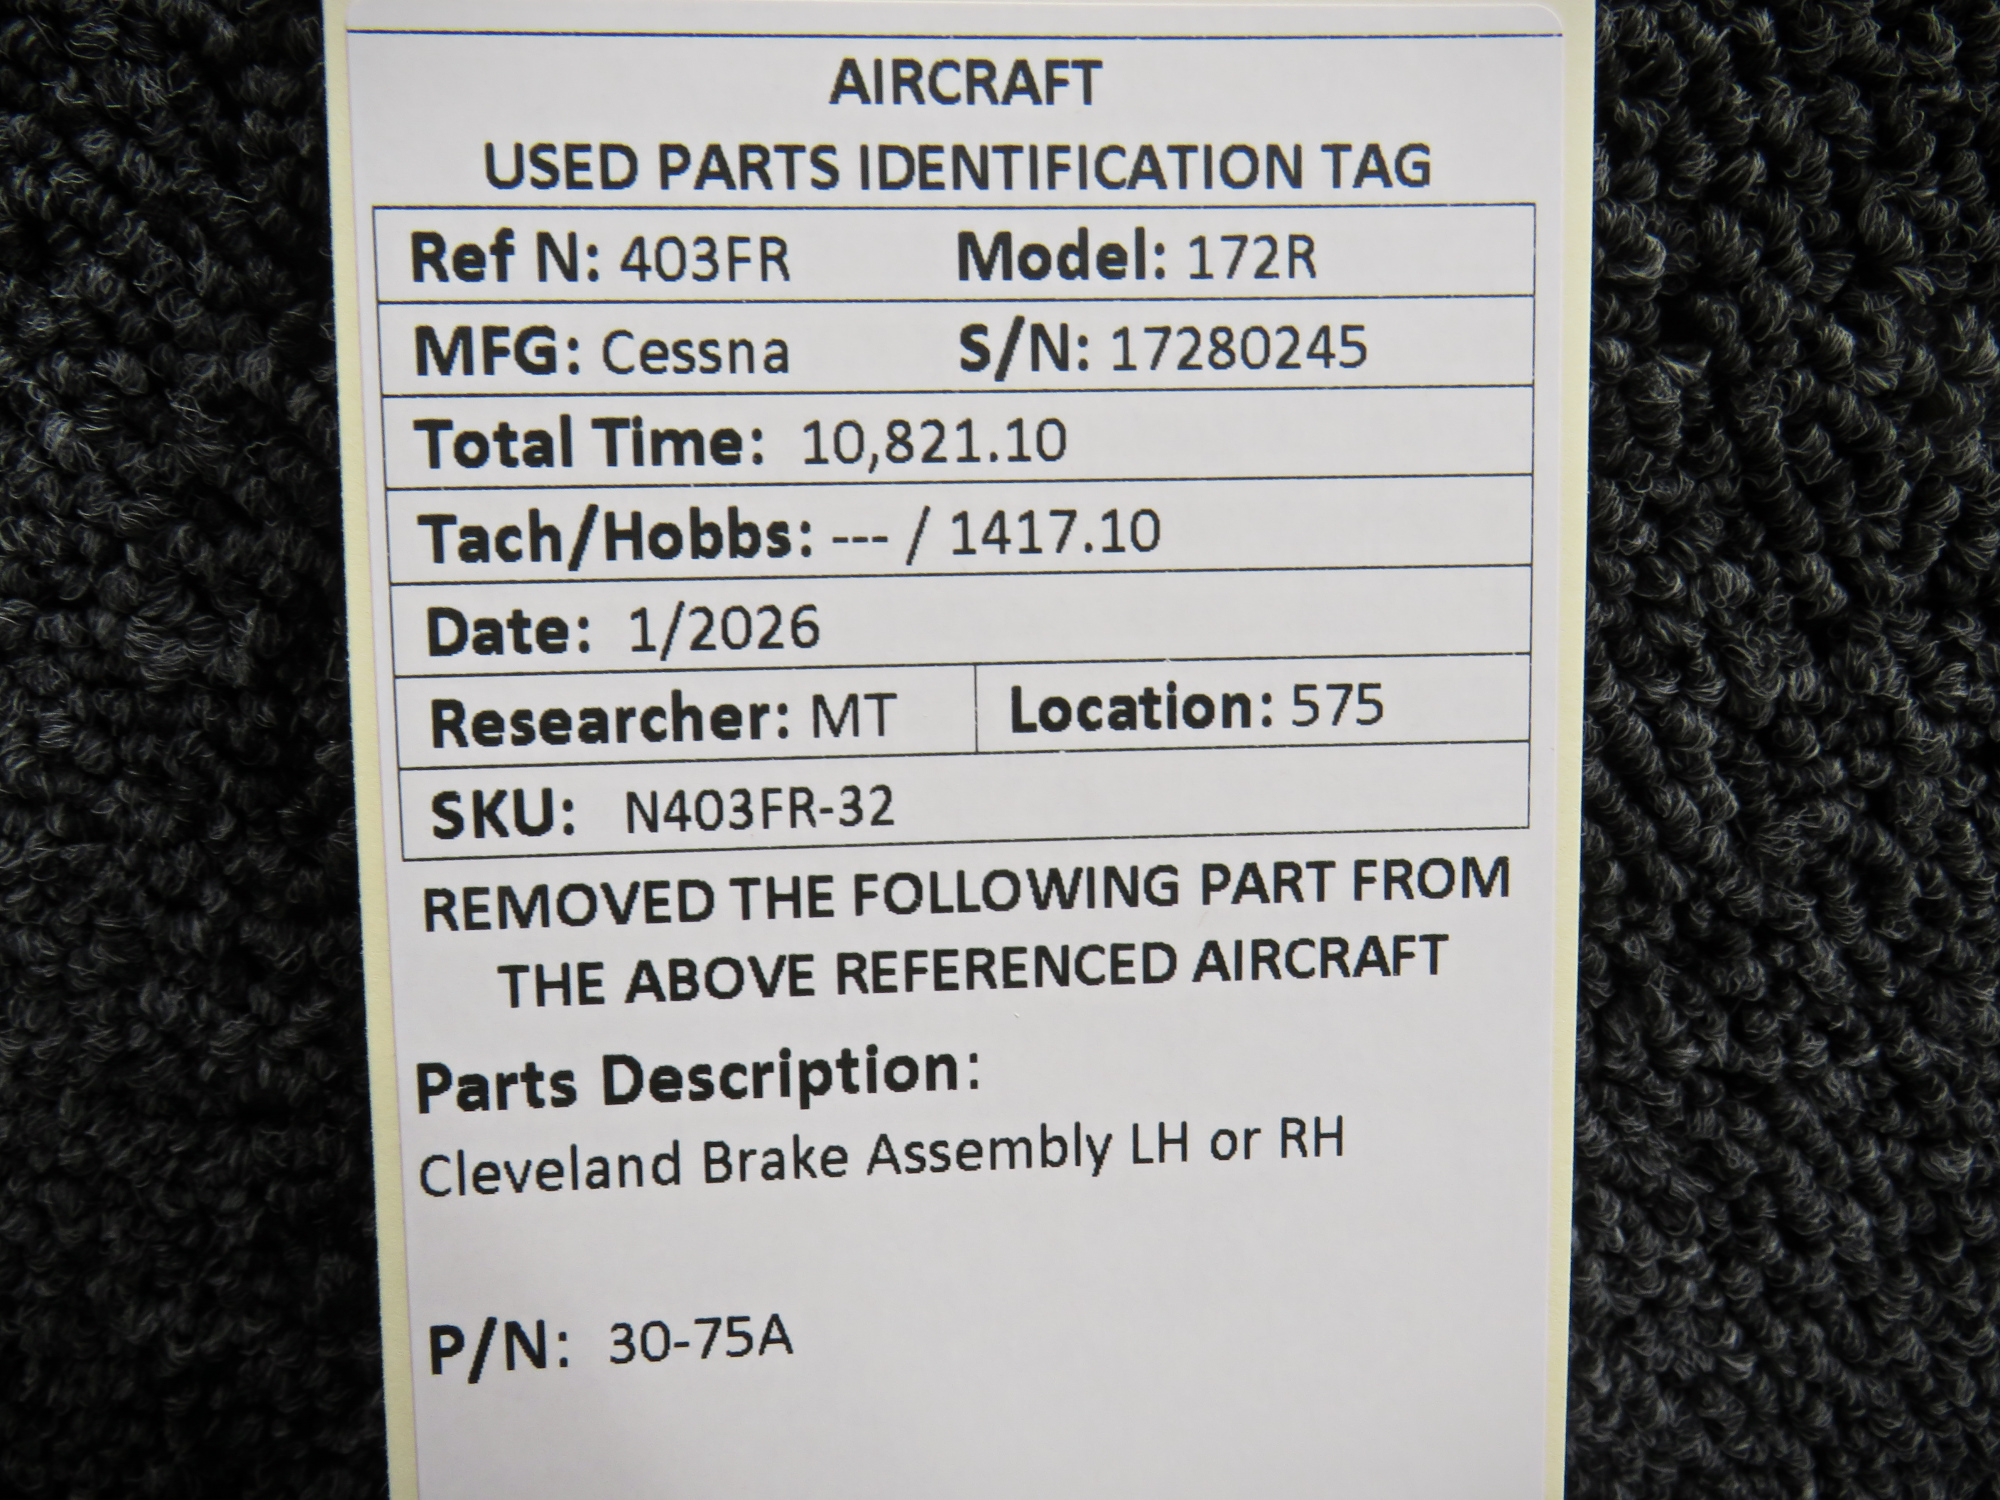 AIRCRAFT
USED PARTS IDENTIFICATION TAG
Ref N: 403FR Model: 172R
MFG: Cessna S/N: 17280245
Total Time: 10,821.10
Tach/Hobbs: --- / 1417.10
Date: 1/2026
Researcher: MT Location: 575
SKU: N403FR-32
REMOVED THE FOLLOWING PART FROM
THE ABOVE REFERENCED AIRCRAFT
Parts Description:
Cleveland Brake Assembly LH or RH
P/N: 30-75A